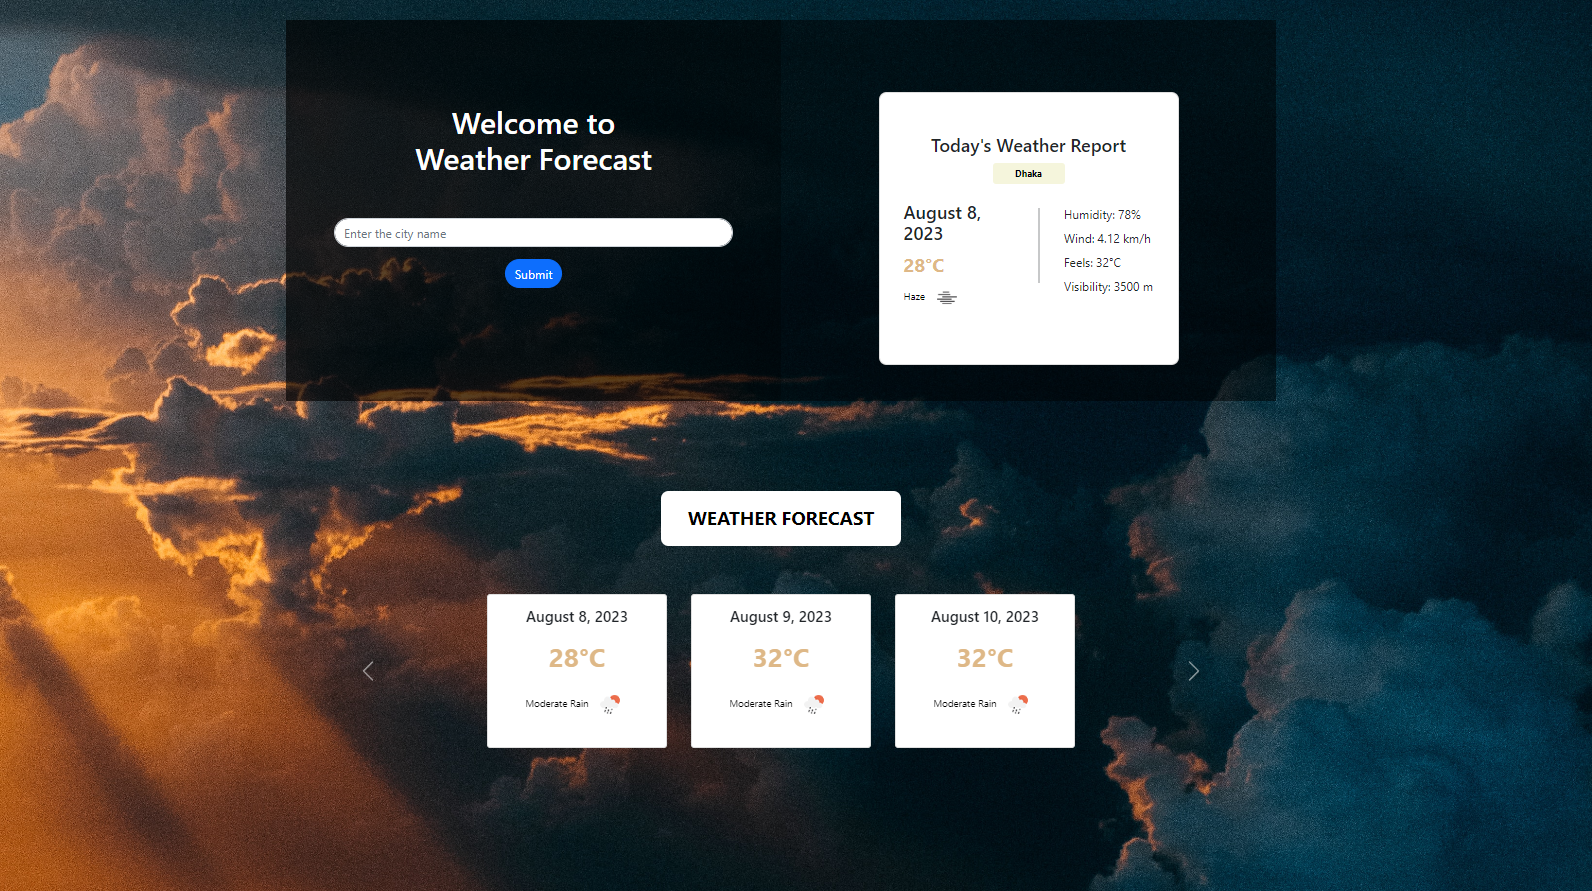 Welcome to
Weather Forecast
Enter the city name
Submit
Today's Weather Report
Dhaka
August 8,
2023
28°C
Haze
Humidity: 78%
Wind: 4.12 km/h
Feels: 32°C
Visibility: 3500 m
WEATHER FORECAST
August 8, 2023
28°C
Moderate Rain
August 9, 2023
32°C
Moderate Rain
August 10, 2023
32°C
Moderate Rain